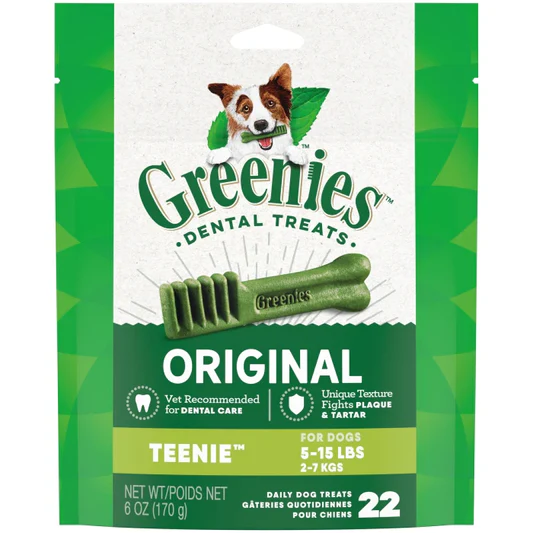 Greenies™
• DENTAL TREATS •
Greenies
ORIGINAL
Vet Recommended
for DENTAL CARE
Unique Texture
Fights PLAQUE
& TARTAR
TEENIE™
FOR DOGS
5-15 LBS
2-7 KGS
NET WT/POIDS NET
6 OZ (170 g)
DAILY DOG TREATS
GÂTERIES QUOTIDIENNES
POUR CHIENS
22